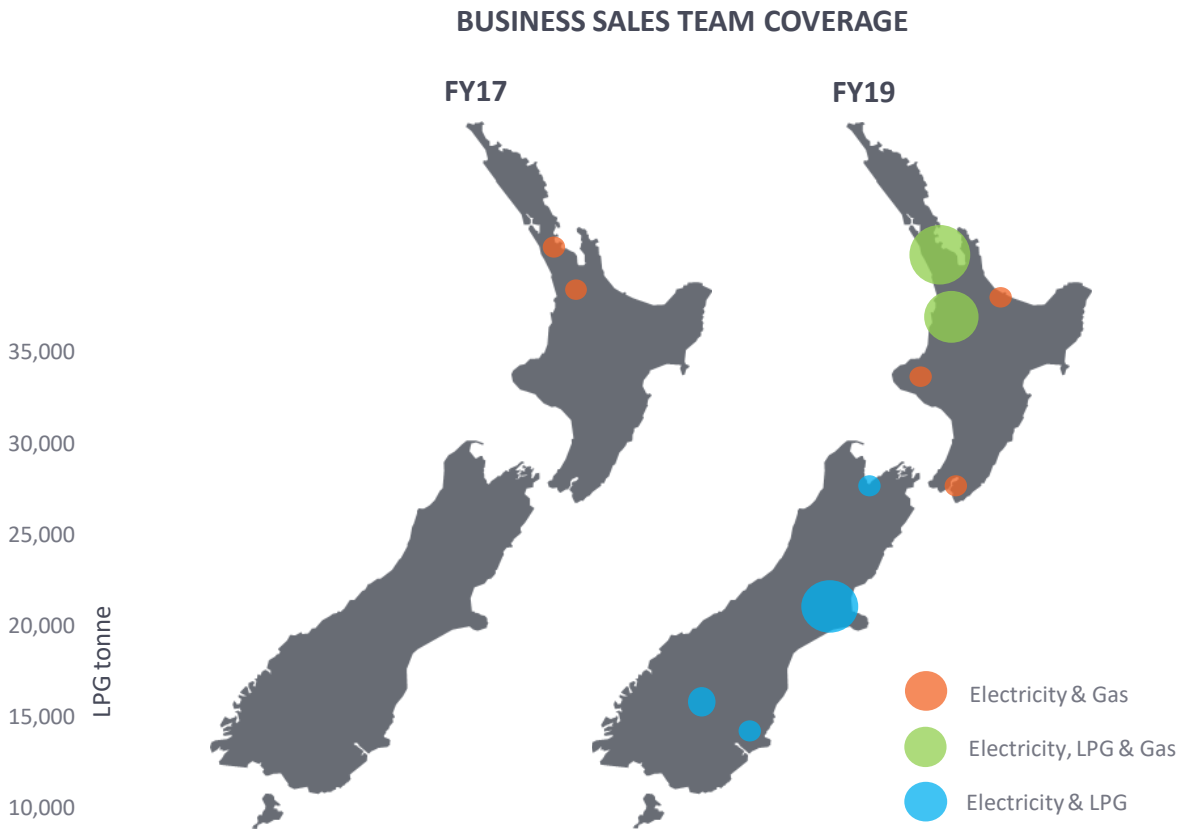 BUSINESS SALES TEAM COVERAGE
FY17
FY19
35,000
30,000
25,000
20,000
15,000
10,000
LPG tonne
Electricity & Gas
Electricity, LPG & Gas
Electricity & LPG